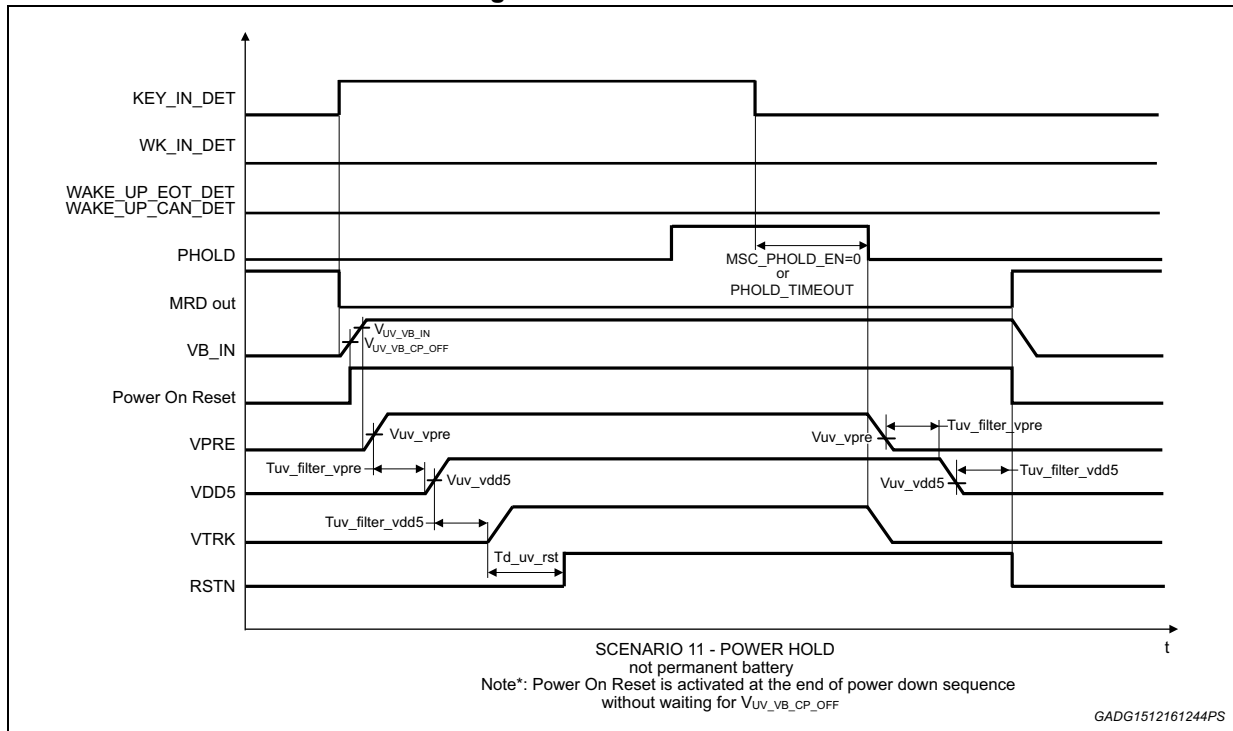 KEY_IN_DET
WK_IN_DET
WAKE_UP_EOT_DET
WAKE_UP_CAN_DET
PHOLD
MSC_PHOLD_EN=0
or
PHOLD_TIMEOUT
MRD out
VUV_VB_IN
VB_IN
VUV_VB_CP_OFF
Power On Reset
VPRE
Vuv_vpre
Vuv_vpre
Tuv_filter_vpre
Tuv_filter_vpre
VDD5
Vuv_vdd5
Vuv_vdd5
Tuv_filter_vdd5
Tuv_filter_vdd5
VTRK
Td_uv_rst
RSTN
t
SCENARIO 11 - POWER HOLD
not permanent battery
Note*: Power On Reset is activated at the end of power down sequence
without waiting for VUV_VB_CP_OFF
GADG1512161244PS